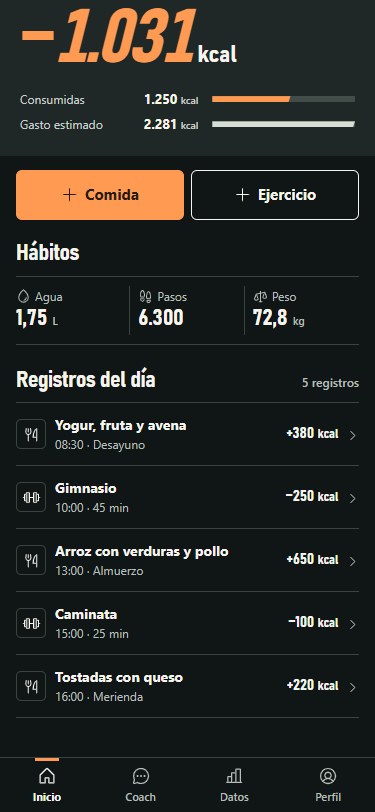 −1.031 kcal
Consumidas 1.250 kcal
Gasto estimado 2.281 kcal
+ Comida + Ejercicio
Hábitos
Agua Pasos Peso
1,75 L 6.300 72,8 kg
Registros del día 5 registros
Yogur, fruta y avena
+380 kcal
08:30 · Desayuno
Gimnasio
−250 kcal
10:00 · 45 min
Arroz con verduras y pollo
+650 kcal
13:00 · Almuerzo
Caminata
−100 kcal
15:00 · 25 min
Tostadas con queso
+220 kcal
16:00 · Merienda
Inicio Coach Datos Perfil